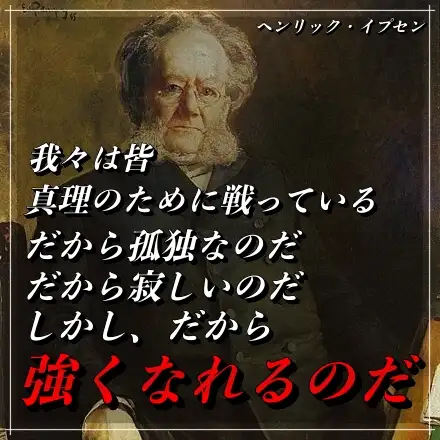 ヘンリック・イプセン
我々は皆
真理のために戦っている
だから孤独なのだ
だから寂しいのだ
しかし、だから
強くなれるのだ